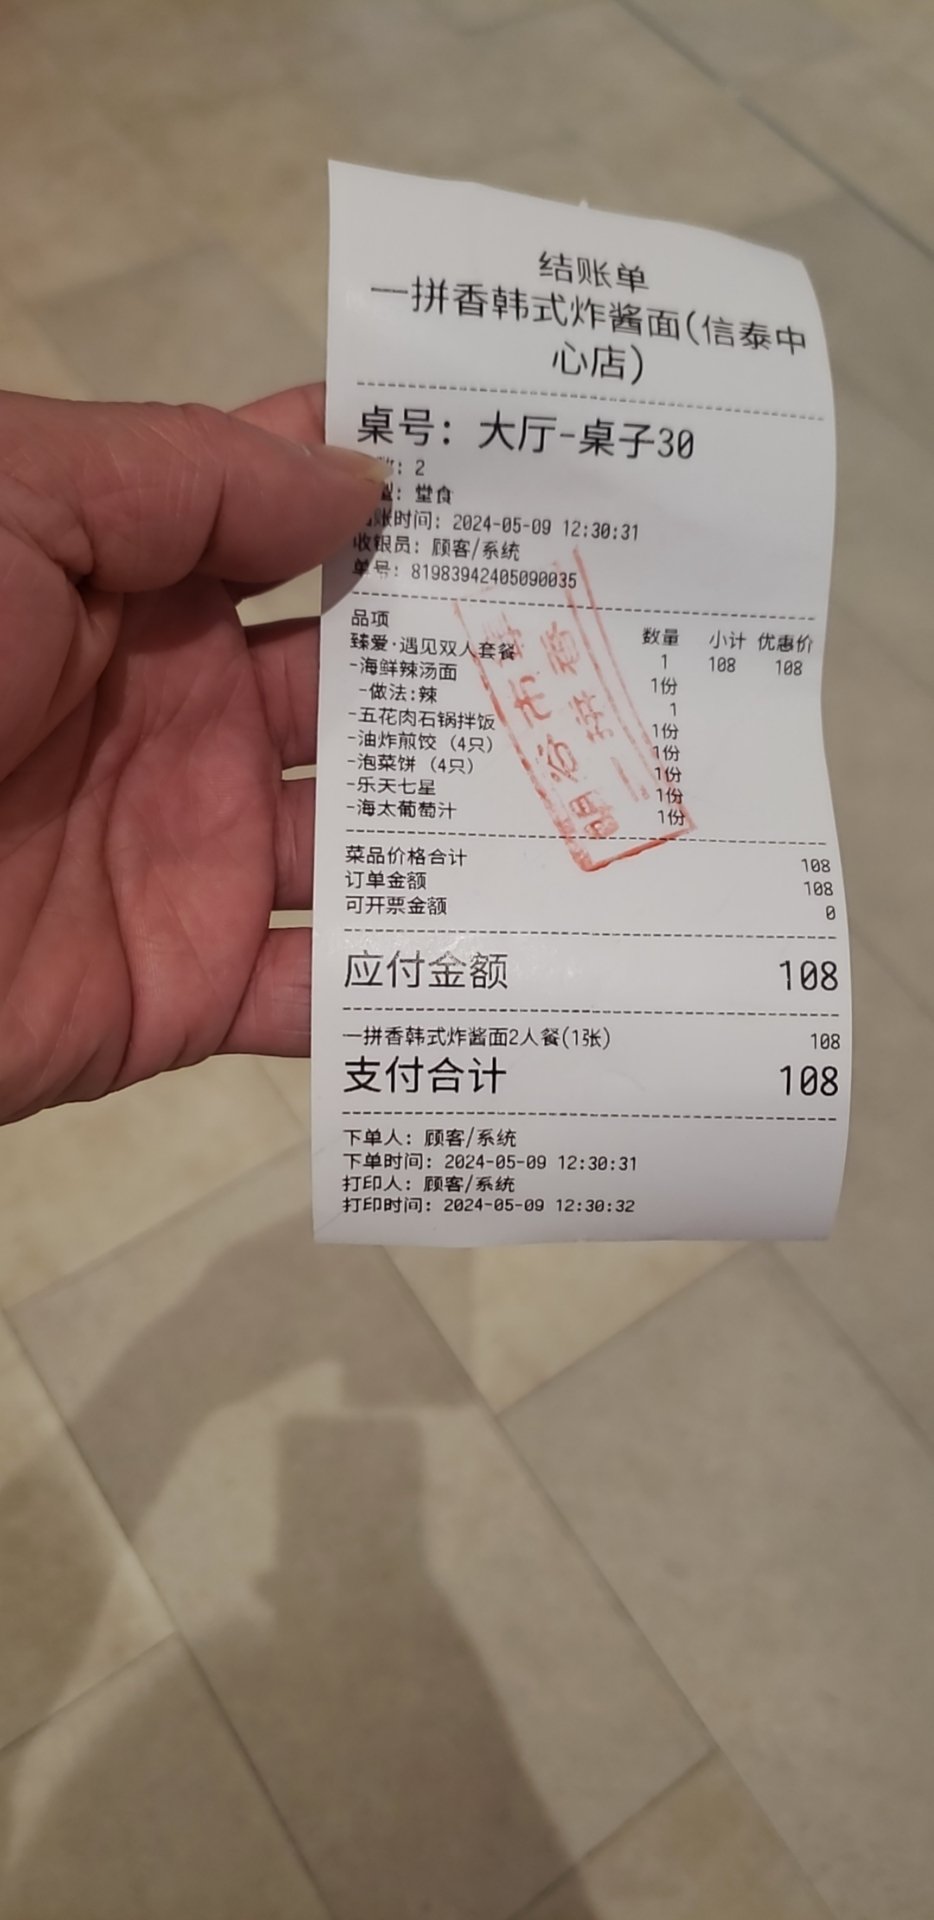 结账单
一拼香韩式炸酱面(信泰中
心店)
桌号: 大厅-桌子30
: 2
型: 堂食
账时间: 2024-05-09 12:30:31
收银员: 顾客/系统
单号: 81983942405090035
品项 数量 小计 优惠价
臻爱·遇见双人套餐 1 108 108
-海鲜辣汤面 1份
-做法:辣 1
-五花肉石锅拌饭 1份
-油炸煎饺 (4只) 1份
-泡菜饼 (4只) 1份
-乐天七星 1份
-海太葡萄汁 1份
菜品价格合计 108
订单金额 108
可开票金额 0
应付金额 108
一拼香韩式炸酱面2人餐(1张) 108
支付合计 108
下单人: 顾客/系统
下单时间: 2024-05-09 12:30:31
打印人: 顾客/系统
打印时间: 2024-05-09 12:30:32